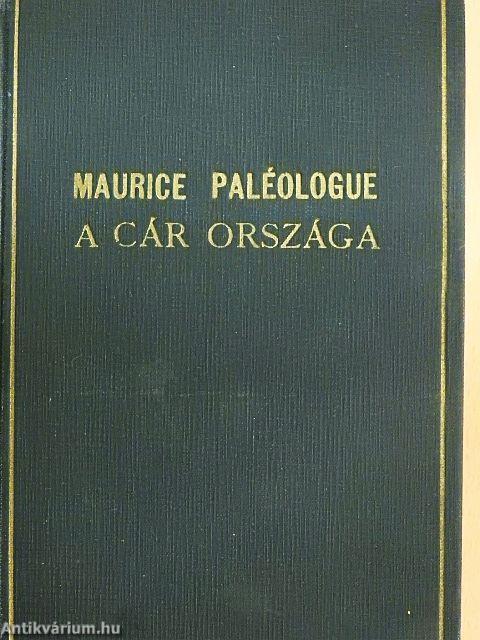 MAURICE PALÉOLOGUE
A CÁR ORSZÁGA
Antikvárium.hu